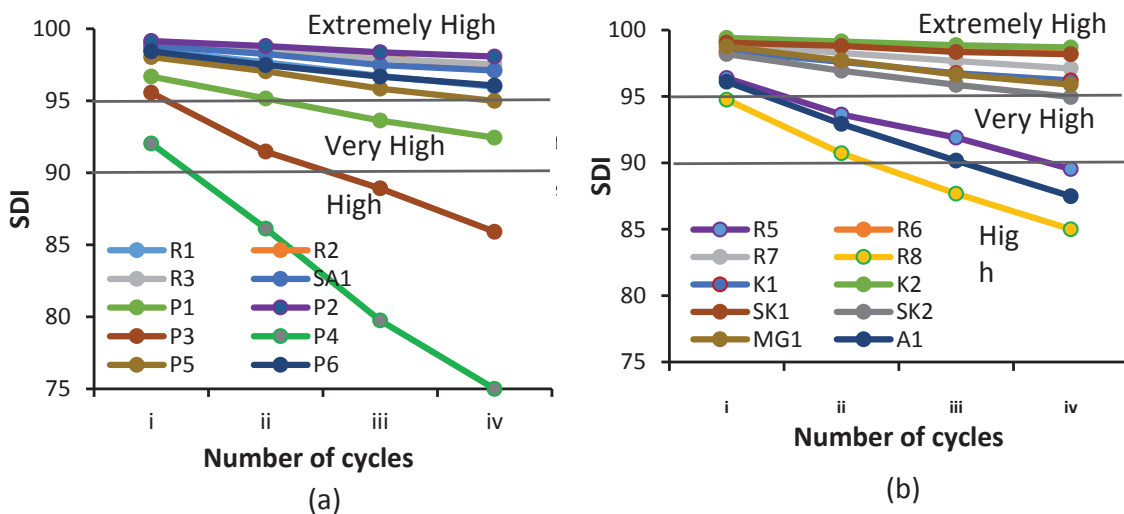 100
95
90
85
80
75
SDI
Extremely High
Very High
High
R1 R2
R3 SA1
P1 P2
P3 P4
P5 P6
i ii iii iv
Number of cycles
(a)
100
95
90
85
80
75
SDI
Extremely High
Very High
Hig
h
R5 R6
R7 R8
K1 K2
SK1 SK2
MG1 A1
i ii iii iv
Number of cycles
(b)